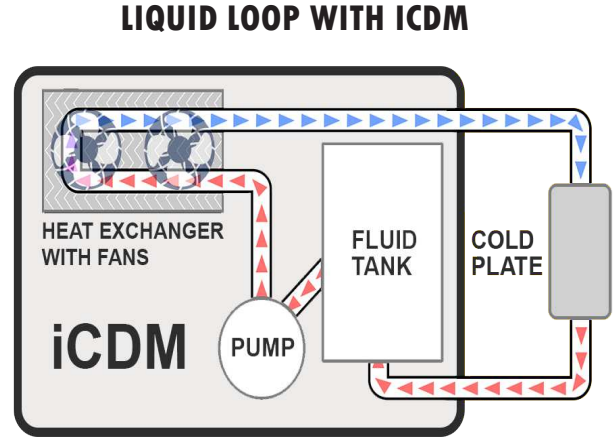 LIQUID LOOP WITH ICDM
HEAT EXCHANGER
WITH FANS
FLUID
TANK
COLD
PLATE
iCDM
PUMP